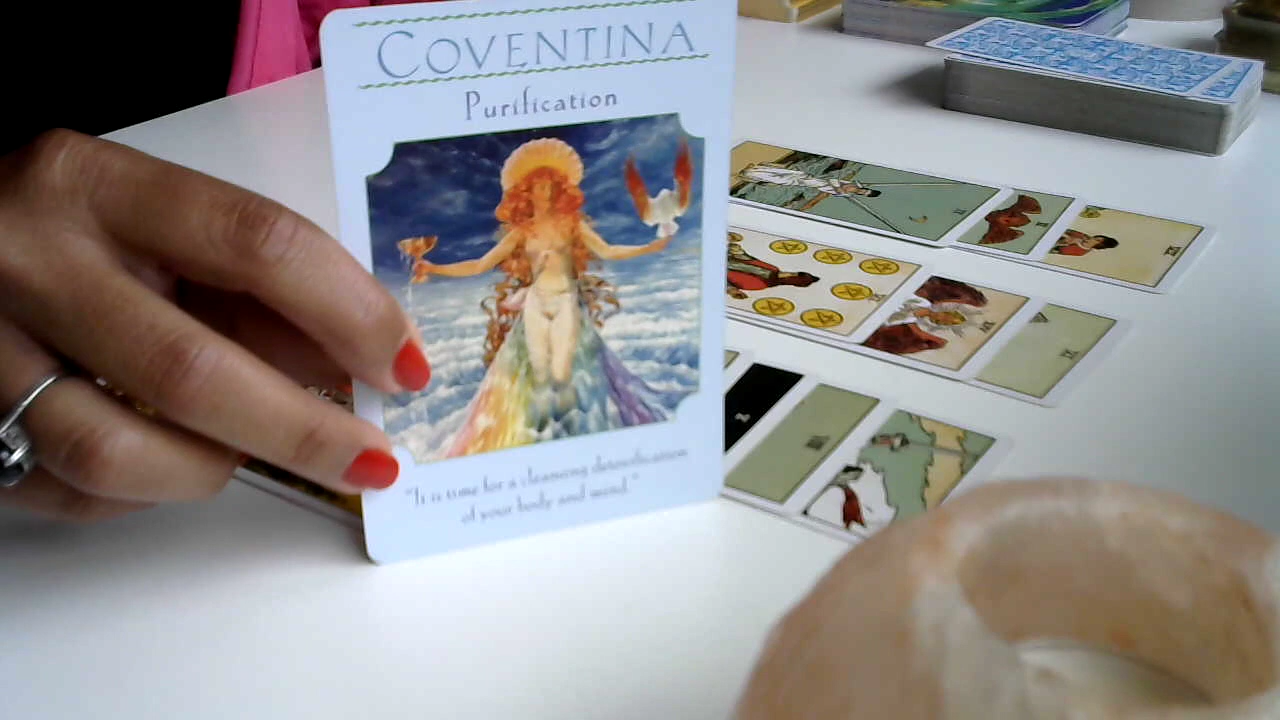 COVENTINA
Purification
"It is time for a cleansing detoxification
of your body and mind."